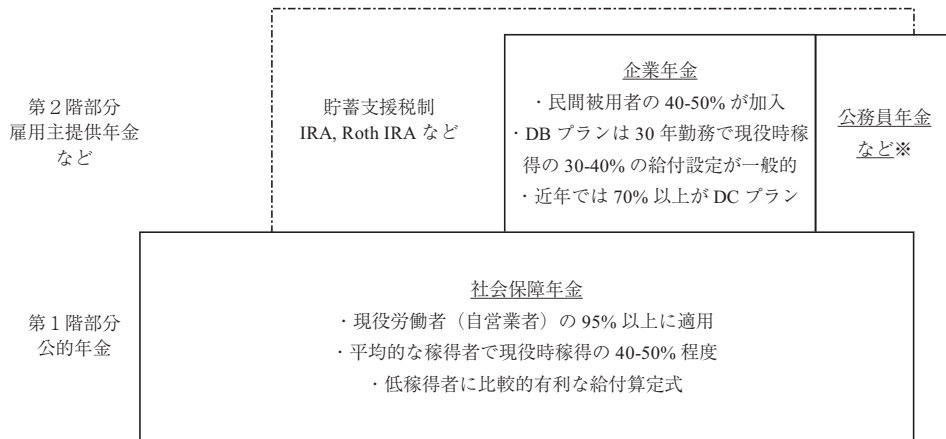 第2階部分
雇用主提供年金
など
貯蓄支援税制
IRA, Roth IRA など
企業年金
・民間被用者の 40-50% が加入
・DB プランは 30 年勤務で現役時稼
得の 30-40% の給付設定が一般的
・近年では 70% 以上が DC プラン
公務員年金
など※
第1階部分
公的年金
社会保障年金
・現役労働者（自営業者）の 95% 以上に適用
・平均的な稼得者で現役時稼得の 40-50% 程度
・低稼得者に比較的有利な給付算定式